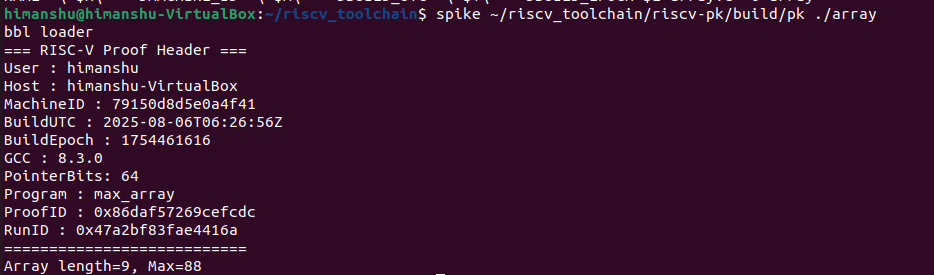 himanshu@himanshu-VirtualBox:~/riscv_toolchain$ spike ~/riscv_toolchain/riscv-pk/build/pk ./array
bbl loader
=== RISC-V Proof Header ===
User : himanshu
Host : himanshu-VirtualBox
MachineID : 79150d8d5e0a4f41
BuildUTC : 2025-08-06T06:26:56Z
BuildEpoch : 1754461616
GCC : 8.3.0
PointerBits: 64
Program : max_array
ProofID : 0x86daf57269cefcdc
RunID : 0x47a2bf83fae4416a
===========================
Array length=9, Max=88